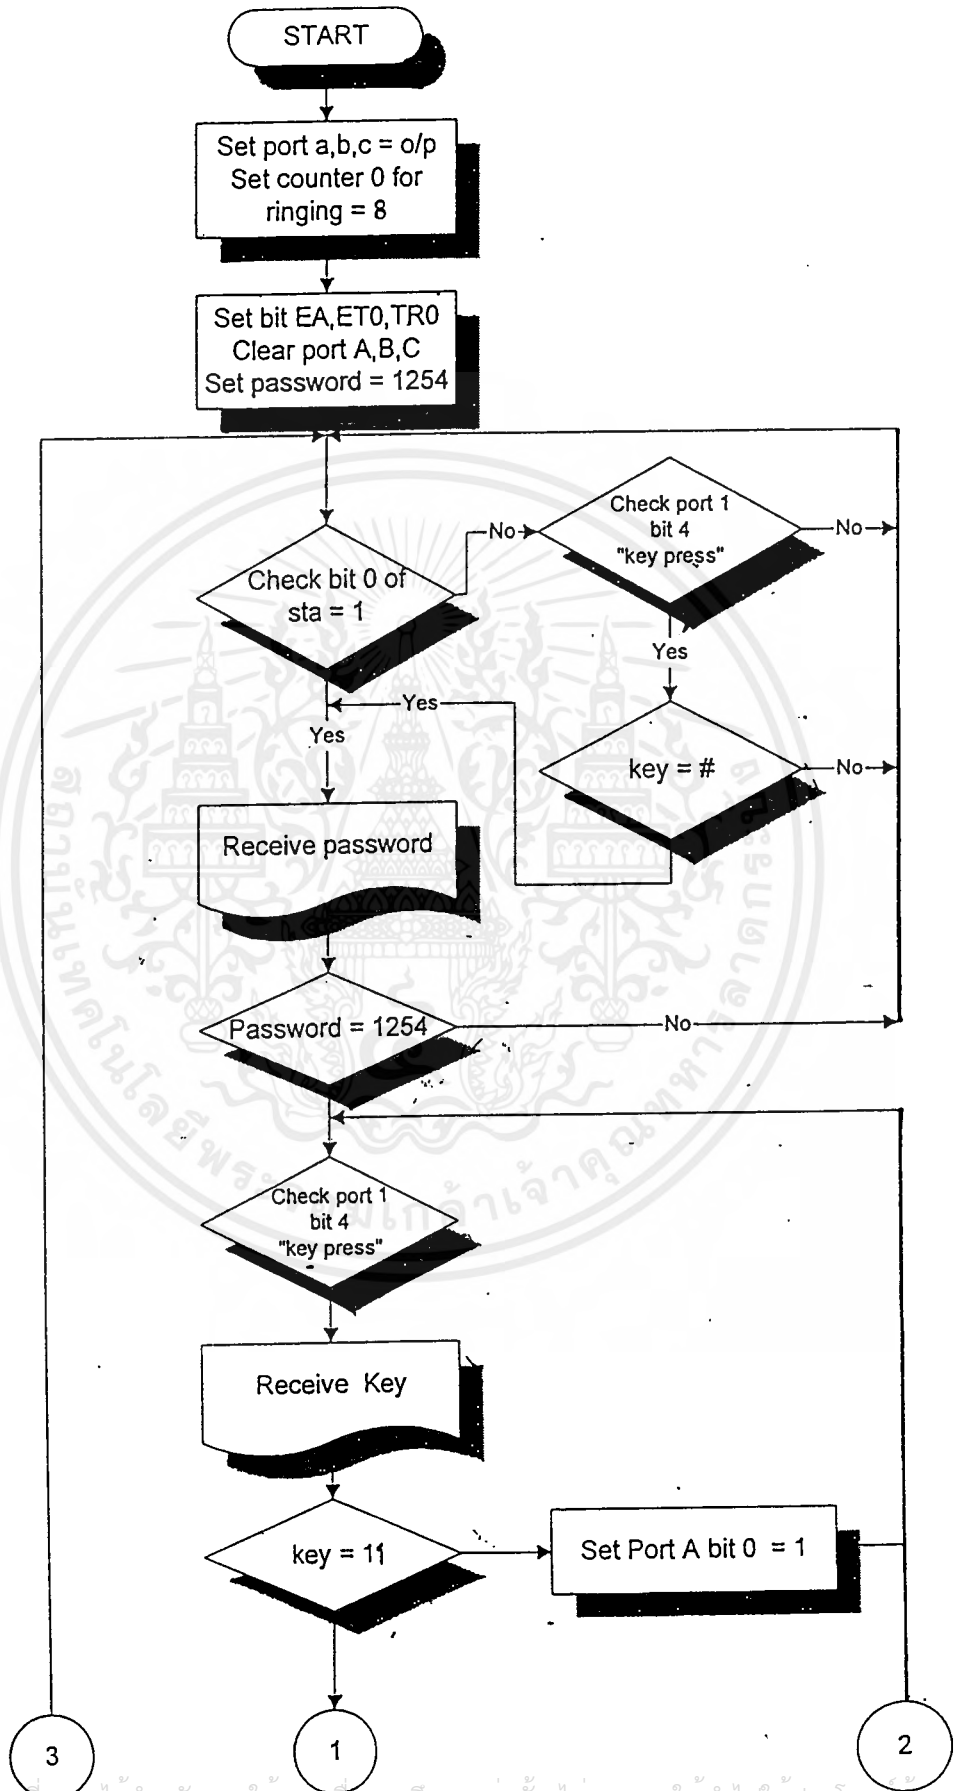 START
Set port a,b,c = o/p
Set counter 0 for
ringing = 8
Set bit EA,ET0,TR0
Clear port A,B,C
Set password = 1254
Check bit 0 of
sta = 1
No
Check port 1
bit 4
"key press"
No
Yes
key = #
No
Yes
Yes
Receive password
Password = 1254
No
Check port 1
bit 4
"key press"
Receive Key
key = 11
Set Port A bit 0 = 1
3
1
2